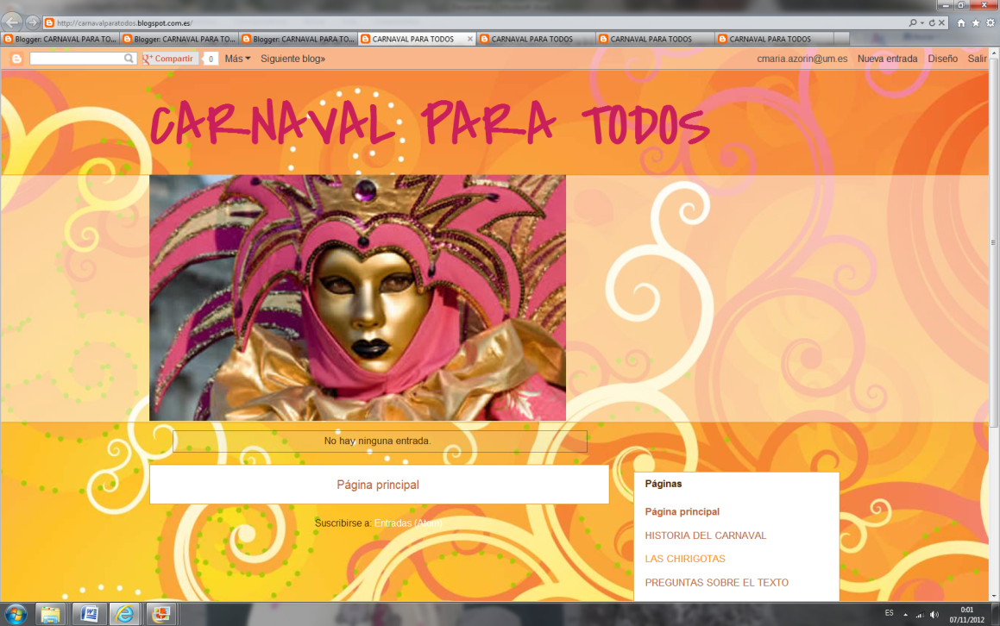 http://carnavalparatodos.blogspot.com.es/
Blogger: CARNAVAL PARA TO... Blogger: CARNAVAL PARA TO... Blogger: CARNAVAL PARA TO... CARNAVAL PARA TODOS CARNAVAL PARA TODOS CARNAVAL PARA TODOS CARNAVAL PARA TODOS
Compartir 0 Más Siguiente blog» cmaria.azorin@um.es Nueva entrada Diseño Salir
CARNAVAL PARA TODOS
No hay ninguna entrada.
Página principal
Suscribirse a: Entradas (Atom)
Páginas
Página principal
HISTORIA DEL CARNAVAL
LAS CHIRIGOTAS
PREGUNTAS SOBRE EL TEXTO
ES 0:01
07/11/2012